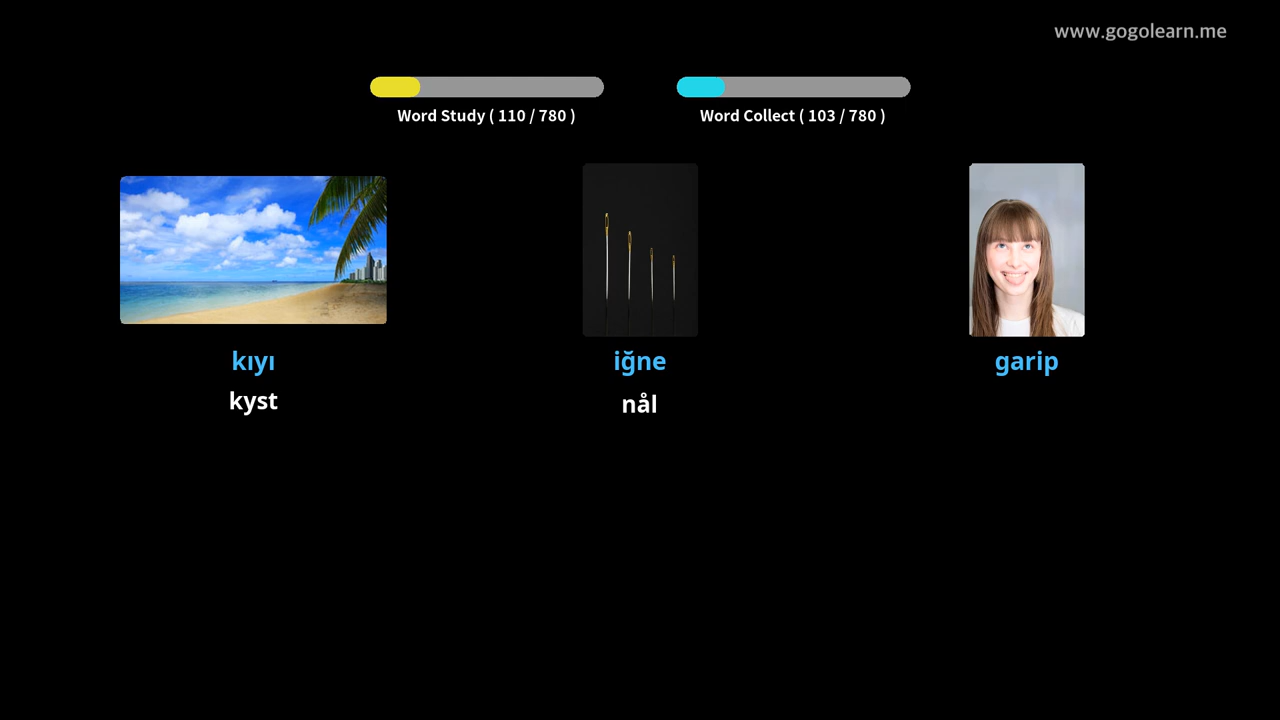 www.gogolearn.me
Word Study ( 110 / 780 )
Word Collect ( 103 / 780 )
kıyı
iğne
garip
kyst
nål